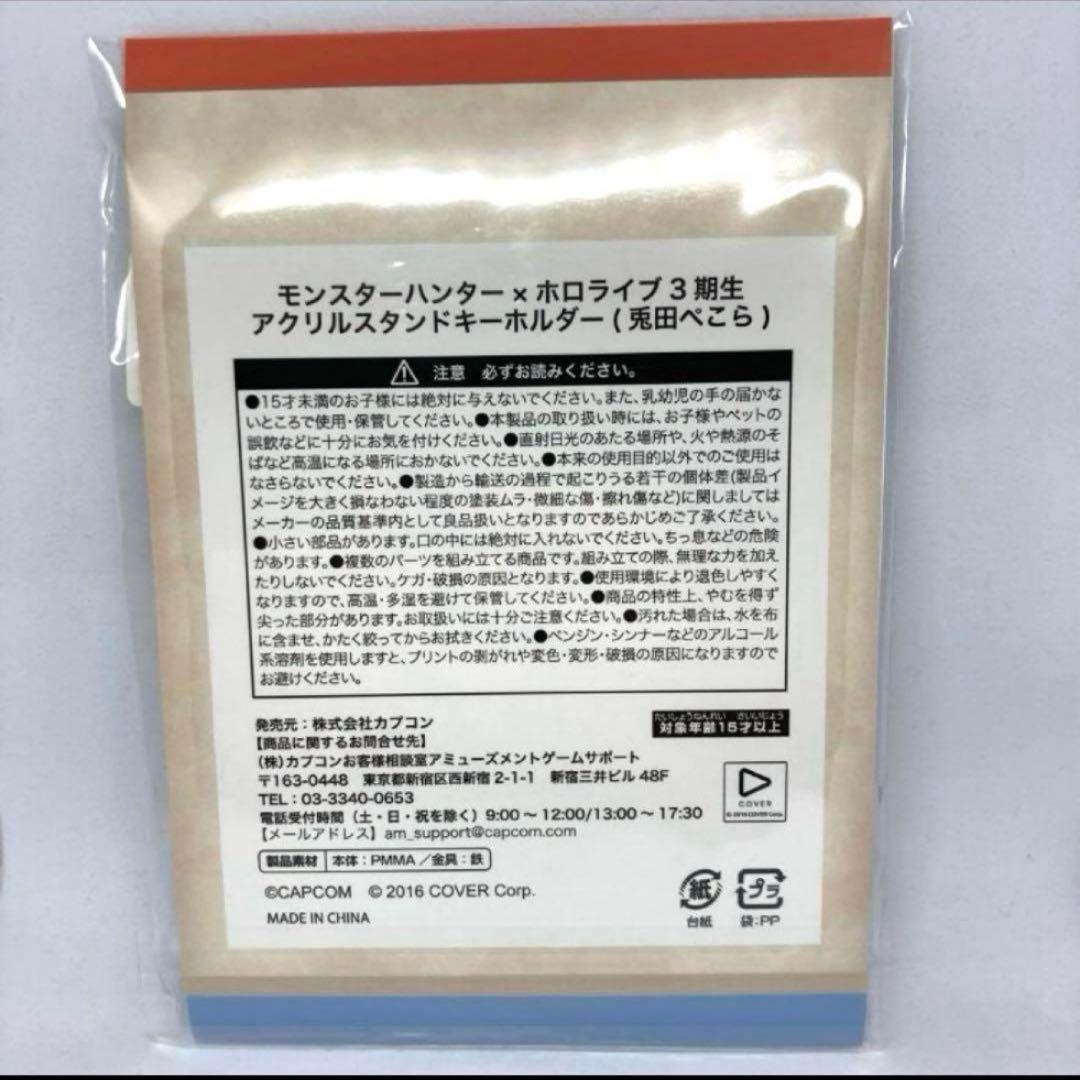 モンスターハンター×ホロライブ3期生
アクリルスタンドキーホルダー(兎田ぺこら)
注意 必ずお読みください。
●15才未満のお子様には絶対に与えないでください。また、乳幼児の手の届かな
いところで使用・保管してください。●本製品の取り扱い時には、お子様やペットの
誤飲などに十分にお気を付けください。●直射日光のあたる場所や、火や熱源のそ
ばなど高温になる場所におかないでください。●本来の使用目的以外でのご使用は
なさらないでください。●製造から輸送の過程で起こりうる若干の個体差(製品イ
メージを大きく損なわない程度の塗装ムラ・微細な傷・擦れ傷など)に関しましては
メーカーの品質基準内として良品扱いとなりますのであらかじめご了承ください。
●小さい部品があります。口の中には絶対に入れないでください。ちっ息などの危険
があります。●複数のパーツを組み立てる商品です。組み立ての際、無理な力を加え
たりしないでください。ケガ・破損の原因となります。●使用環境により退色しやすく
なりますので、高温・多湿を避けて保管してください。●商品の特性上、やむを得ず
尖った部分があります。お取扱いには十分ご注意ください。●汚れた場合は、水を布
に含ませ、かたく絞ってからお拭きください。●ベンジン・シンナーなどのアルコール
系溶剤を使用しますと、プリントの剥がれや変色・変形・破損の原因になりますので
お避けください。
発売元:株式会社カプコン
たいしょうねんれい さいいじょう
対象年齢15才以上
【商品に関するお問合せ先】
(株)カプコンお客様相談室アミューズメントゲームサポート
〒163-0448 東京都新宿区西新宿2-1-1 新宿三井ビル48F
TEL:03-3340-0653
電話受付時間(土・日・祝を除く)9:00~12:00/13:00~17:30
【メールアドレス】am_support@capcom.com
COVER
© 2016 COVER Corp.
製品素材 本体:PMMA/金具:鉄
©CAPCOM © 2016 COVER Corp.
MADE IN CHINA
紙 プラ
台紙 袋:PP